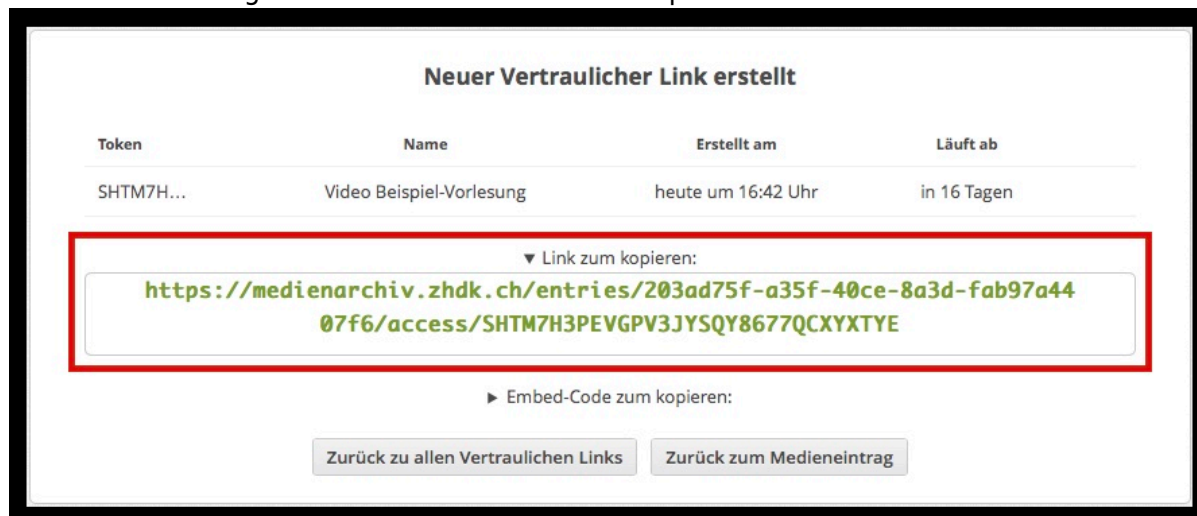 Neuer Vertraulicher Link erstellt
Token Name Erstellt am Läuft ab
SHTM7H... Video Beispiel-Vorlesung heute um 16:42 Uhr in 16 Tagen
▼ Link zum kopieren:
https://medienarchiv.zhdk.ch/entries/203ad75f-a35f-40ce-8a3d-fab97a44
07f6/access/SHTM7H3PEVGPV3JYSQY8677QCXYXTYE
► Embed-Code zum kopieren:
Zurück zu allen Vertraulichen Links Zurück zum Medieneintrag